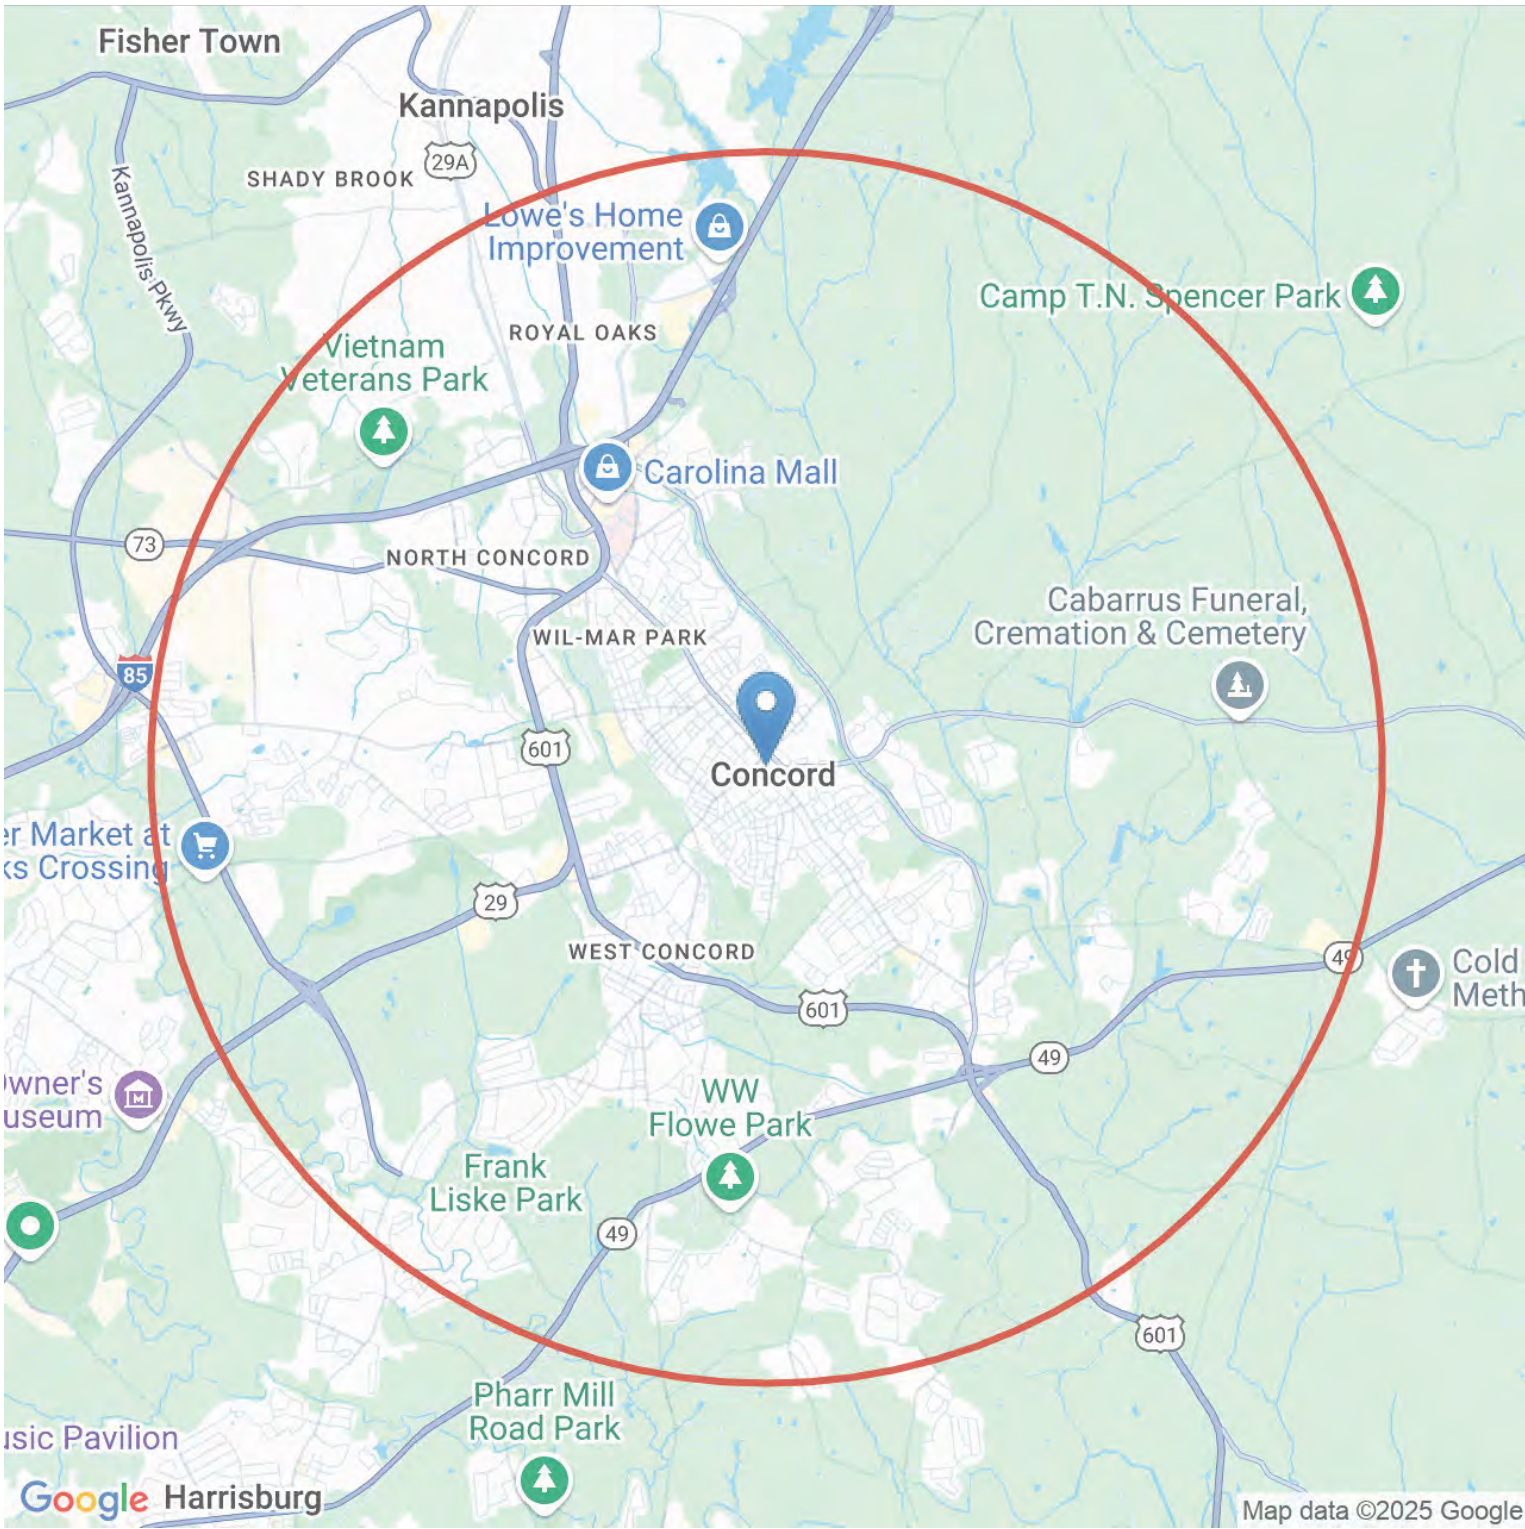 Fisher Town
Kannapolis
29A
SHADY BROOK
Kannapolis Pkwy
Lowe's Home
Improvement
Camp T.N. Spencer Park
ROYAL OAKS
Vietnam
Veterans Park
Carolina Mall
73
NORTH CONCORD
Cabarrus Funeral,
Cremation & Cemetery
WIL-MAR PARK
85
601
Concord
er Market at
ks Crossing
29
WEST CONCORD
49
Cold
Meth
601
49
Owner's
useum
WW
Flowe Park
Frank
Liske Park
49
601
Pharr Mill
Road Park
usic Pavilion
Google
Harrisburg
Map data ©2025 Google